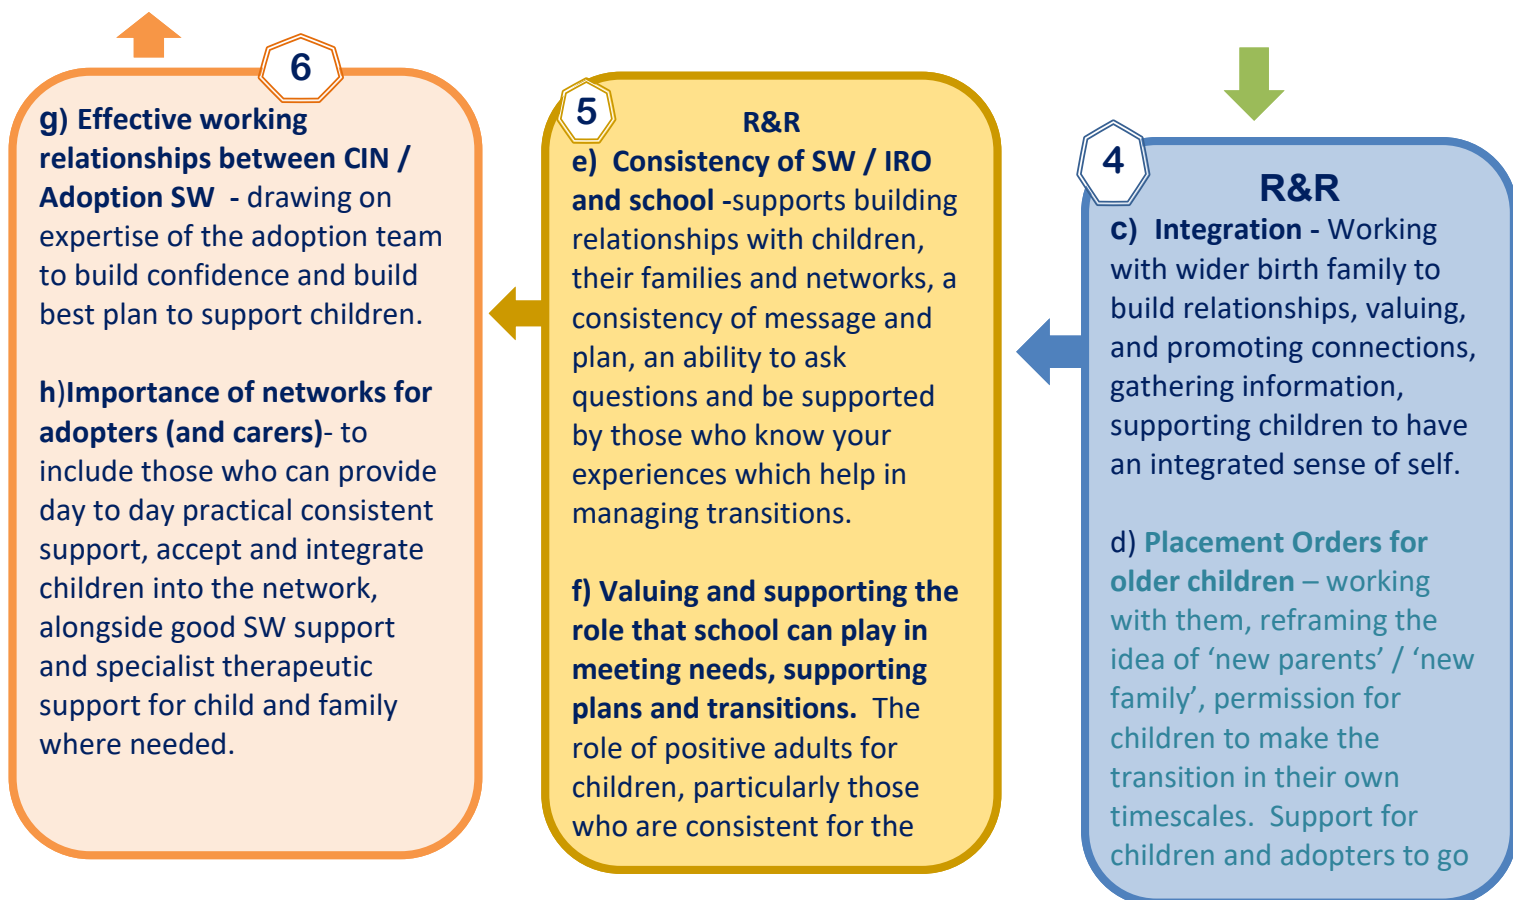 6
g) Effective working
relationships between CIN /
Adoption SW - drawing on
expertise of the adoption team
to build confidence and build
best plan to support children.
h)Importance of networks for
adopters (and carers)- to
include those who can provide
day to day practical consistent
support, accept and integrate
children into the network,
alongside good SW support
and specialist therapeutic
support for child and family
where needed.
5
R&R
e) Consistency of SW / IRO
and school -supports building
relationships with children,
their families and networks, a
consistency of message and
plan, an ability to ask
questions and be supported
by those who know your
experiences which help in
managing transitions.
f) Valuing and supporting the
role that school can play in
meeting needs, supporting
plans and transitions. The
role of positive adults for
children, particularly those
who are consistent for the
4
R&R
c) Integration - Working
with wider birth family to
build relationships, valuing,
and promoting connections,
gathering information,
supporting children to have
an integrated sense of self.
d) Placement Orders for
older children – working
with them, reframing the
idea of ‘new parents’ / ‘new
family’, permission for
children to make the
transition in their own
timescales. Support for
children and adopters to go